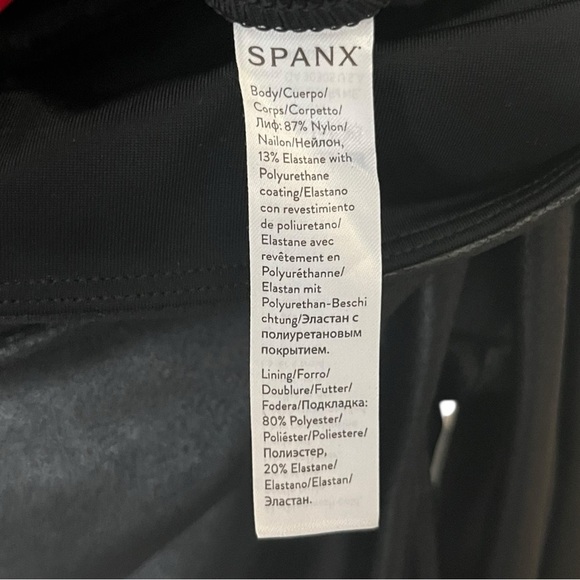 SPANX
Body/Cuerpo/
Corps/Corpetto/
Лиф: 87% Nylon/
Nailon/Нейлон,
13% Elastane with
Polyurethane
coating/Elastano
con revestimiento
de poliuretano/
Elastane avec
revêtement en
Polyuréthanne/
Elastan mit
Polyurethan-Beschi
chtung/Эластан с
полиуретановым
покрытием.
Lining/Forro/
Doublure/Futter/
Fodera/Подкладка:
80% Polyester/
Poliéster/Poliestere/
Полиэстер,
20% Elastane/
Elastano/Elastan/
Эластан.